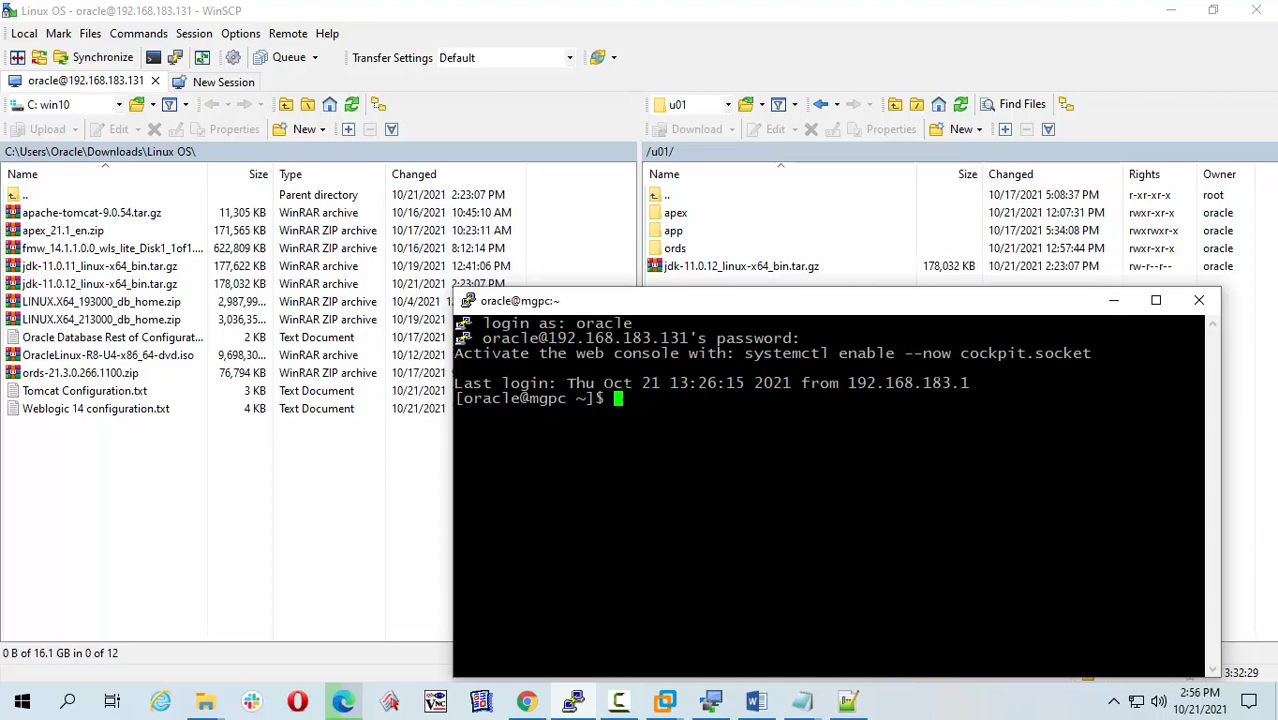 Linux OS - oracle@192.168.183.131 - WinSCP
Local Mark Files Commands Session Options Remote Help
Synchronize Queue Transfer Settings Default
oracle@192.168.183.131 New Session
C: win10
u01 Find Files
Upload Edit Properties New
Download Edit Properties New
C:\Users\Oracle\Downloads\Linux OS\
/u01/
Name Size Type Changed
Name Size Changed Rights Owner
.. Parent directory 10/21/2021 2:23:07 PM
.. 10/17/2021 5:08:37 PM r-xr-xr-x root
apache-tomcat-9.0.54.tar.gz 11,305 KB WinRAR archive 10/16/2021 10:45:10 AM
apex 10/21/2021 12:07:31 PM rwxr-xr-x oracle
apex_21.1_en.zip 171,565 KB WinRAR ZIP archive 10/17/2021 10:23:11 AM
app 10/17/2021 5:34:08 PM rwxrwxr-x oracle
fmw_14.1.1.0.0_wls_lite_Disk1_1of1.... 622,809 KB WinRAR ZIP archive 10/16/2021 8:12:14 PM
ords 10/21/2021 12:57:44 PM rwxr-xr-x oracle
jdk-11.0.11_linux-x64_bin.tar.gz 177,622 KB WinRAR archive 10/19/2021 12:41:06 PM
jdk-11.0.12_linux-x64_bin.tar.gz 178,032 KB 10/21/2021 2:23:07 PM rw-r--r-- oracle
jdk-11.0.12_linux-x64_bin.tar.gz 178,032 KB WinRAR archive 10/21/2021 2:23:07 PM
LINUX.X64_193000_db_home.zip 2,987,99... WinRAR ZIP archive 10/4/2021
LINUX.X64_213000_db_home.zip 3,036,35... WinRAR ZIP archive 10/19/2021
Oracle Database Rest of Configurat... 2 KB Text Document 10/21/2021
OracleLinux-R8-U4-x86_64-dvd.iso 9,698,30... WinRAR archive 10/12/2021
ords-21.3.0.266.1100.zip 76,794 KB WinRAR ZIP archive 10/17/2021
Tomcat Configuration.txt 3 KB Text Document 10/21/2021
Weblogic 14 configuration.txt 4 KB Text Document 10/21/2021
oracle@mgpc:~
login as: oracle
oracle@192.168.183.131's password:
Activate the web console with: systemctl enable --now cockpit.socket
Last login: Thu Oct 21 13:26:15 2021 from 192.168.183.1
[oracle@mgpc ~]$
0 B of 16.1 GB in 0 of 12
3:32:29
2:56 PM
10/21/2021